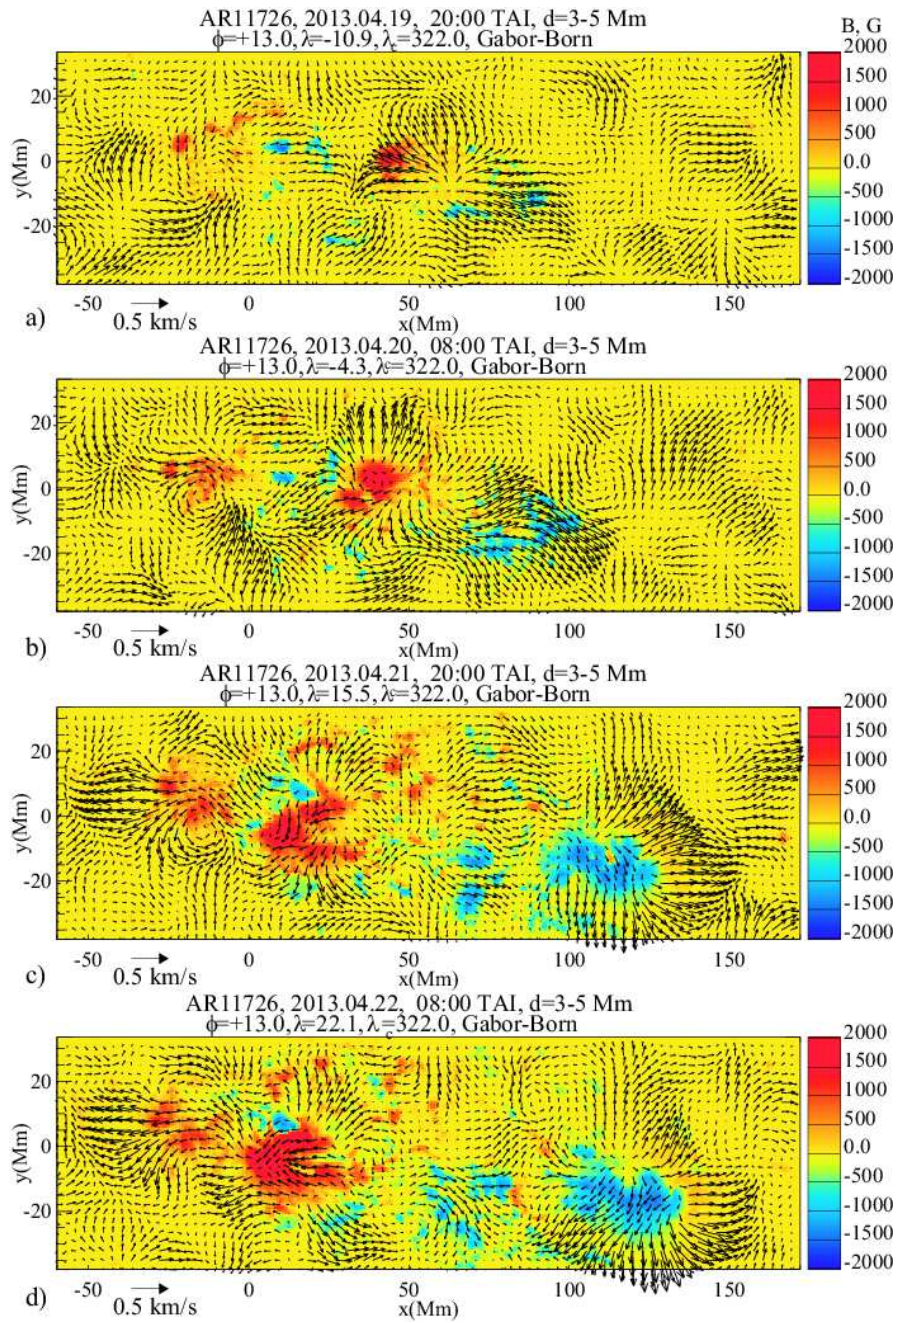 AR11726, 2013.04.19, 20:00 TAI, d=3-5 Mm
ϕ=+13.0,λ=-10.9,λc=322.0, Gabor-Born
B, G
2000
1500
1000
500
0.0
-500
-1000
-1500
-2000
y(Mm)
20
0
-20
-50
0
50
100
150
0.5 km/s
x(Mm)
a)
AR11726, 2013.04.20, 08:00 TAI, d=3-5 Mm
ϕ=+13.0,λ=-4.3,λc=322.0, Gabor-Born
2000
1500
1000
500
0.0
-500
-1000
-1500
-2000
y(Mm)
20
0
-20
-50
0
50
100
150
0.5 km/s
x(Mm)
b)
AR11726, 2013.04.21, 20:00 TAI, d=3-5 Mm
ϕ=+13.0,λ=15.5,λc=322.0, Gabor-Born
2000
1500
1000
500
0.0
-500
-1000
-1500
-2000
y(Mm)
20
0
-20
-50
0
50
100
150
0.5 km/s
x(Mm)
c)
AR11726, 2013.04.22, 08:00 TAI, d=3-5 Mm
ϕ=+13.0,λ=22.1,λc=322.0, Gabor-Born
2000
1500
1000
500
0.0
-500
-1000
-1500
-2000
y(Mm)
20
0
-20
-50
0
50
100
150
0.5 km/s
x(Mm)
d)